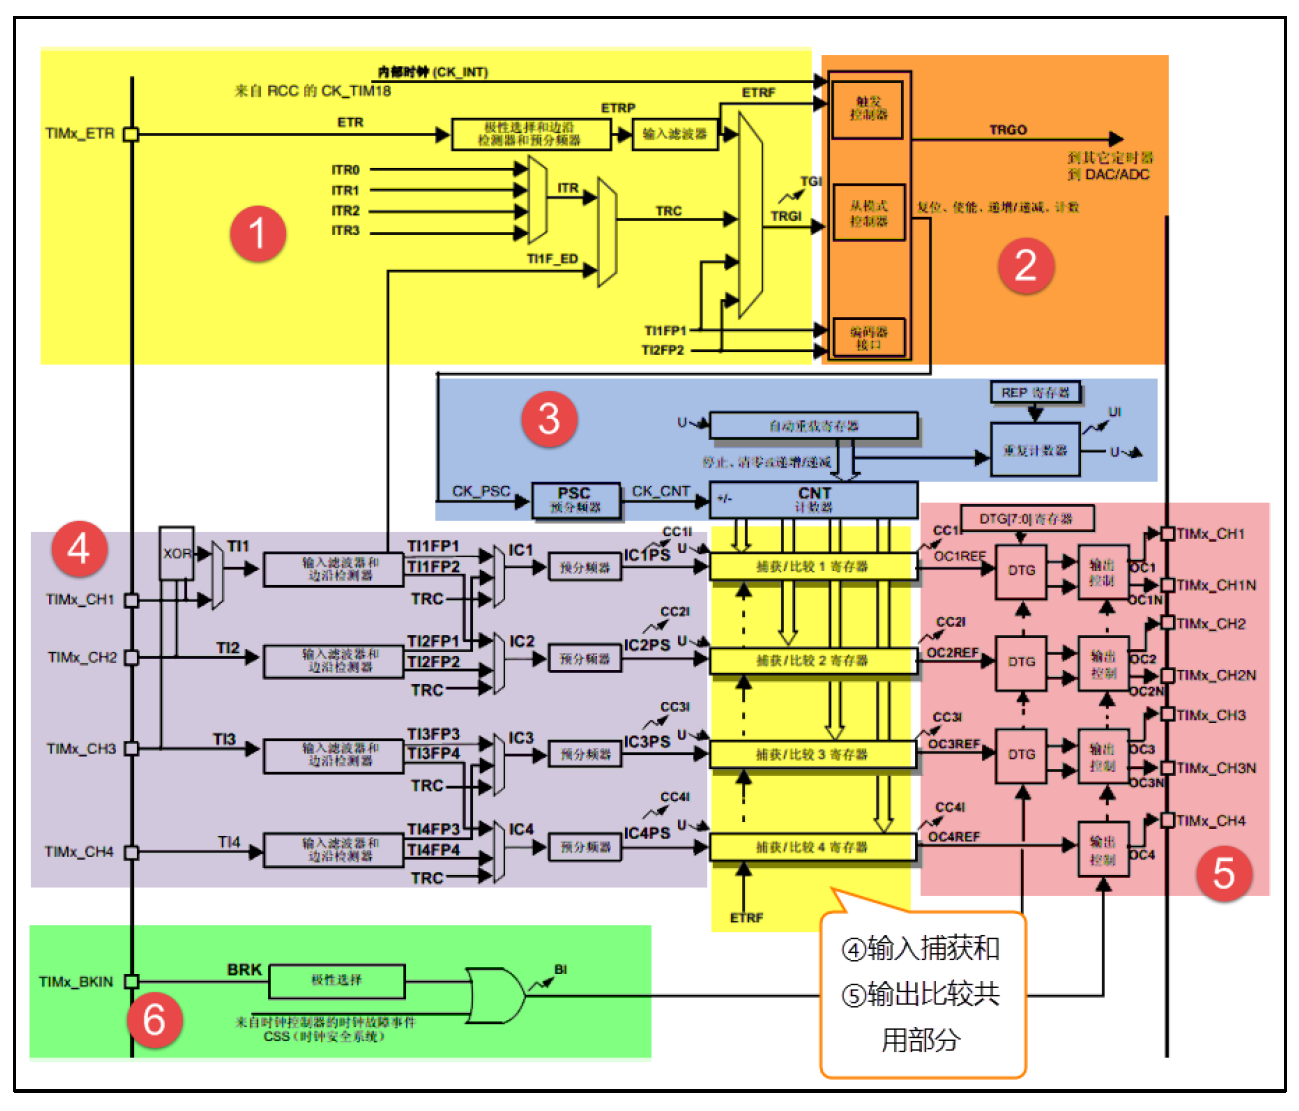 内部时钟 (CK_INT)
来自 RCC 的 CK_TIM18
TIMx_ETR
ETR
极性选择和边沿
检测器和预分频器
ETRP
输入滤波器
ETRF
ITR0
ITR1
ITR2
ITR3
ITR
TI1F_ED
TRC
TGI
TRGI
TI1FP1
TI2FP2
1
触发
控制器
从模式
控制器
编码器
接口
TRGO
到其它定时器
到 DAC/ADC
复位、使能、递增/递减、计数
2
3
U
自动重载寄存器
停止、清零或递增/递减
REP 寄存器
重复计数器
UI
U
CK_PSC
PSC
预分频器
CK_CNT
+/-
CNT
计数器
4
XOR
TI1
TIMx_CH1
输入滤波器和
边沿检测器
TI1FP1
TI1FP2
TRC
IC1
预分频器
CC1I
IC1PS
U
捕获/比较 1 寄存器
CC1I
OC1REF
DTG[7:0] 寄存器
DTG
输出
控制
OC1
OC1N
TIMx_CH1
TIMx_CH1N
TIMx_CH2
TI2
输入滤波器和
边沿检测器
TI2FP1
TI2FP2
TRC
IC2
预分频器
CC2I
IC2PS
U
捕获/比较 2 寄存器
CC2I
OC2REF
DTG
输出
控制
OC2
OC2N
TIMx_CH2
TIMx_CH2N
TIMx_CH3
TI3
输入滤波器和
边沿检测器
TI3FP3
TI3FP4
TRC
IC3
预分频器
CC3I
IC3PS
U
捕获/比较 3 寄存器
CC3I
OC3REF
DTG
输出
控制
OC3
OC3N
TIMx_CH3
TIMx_CH3N
TIMx_CH4
TI4
输入滤波器和
边沿检测器
TI4FP3
TI4FP4
TRC
IC4
预分频器
CC4I
IC4PS
U
捕获/比较 4 寄存器
CC4I
OC4REF
输出
控制
OC4
TIMx_CH4
5
ETRF
④输入捕获和
⑤输出比较共
用部分
TIMx_BKIN
BRK
极性选择
BI
来自时钟控制器的时钟故障事件
CSS（时钟安全系统）
6